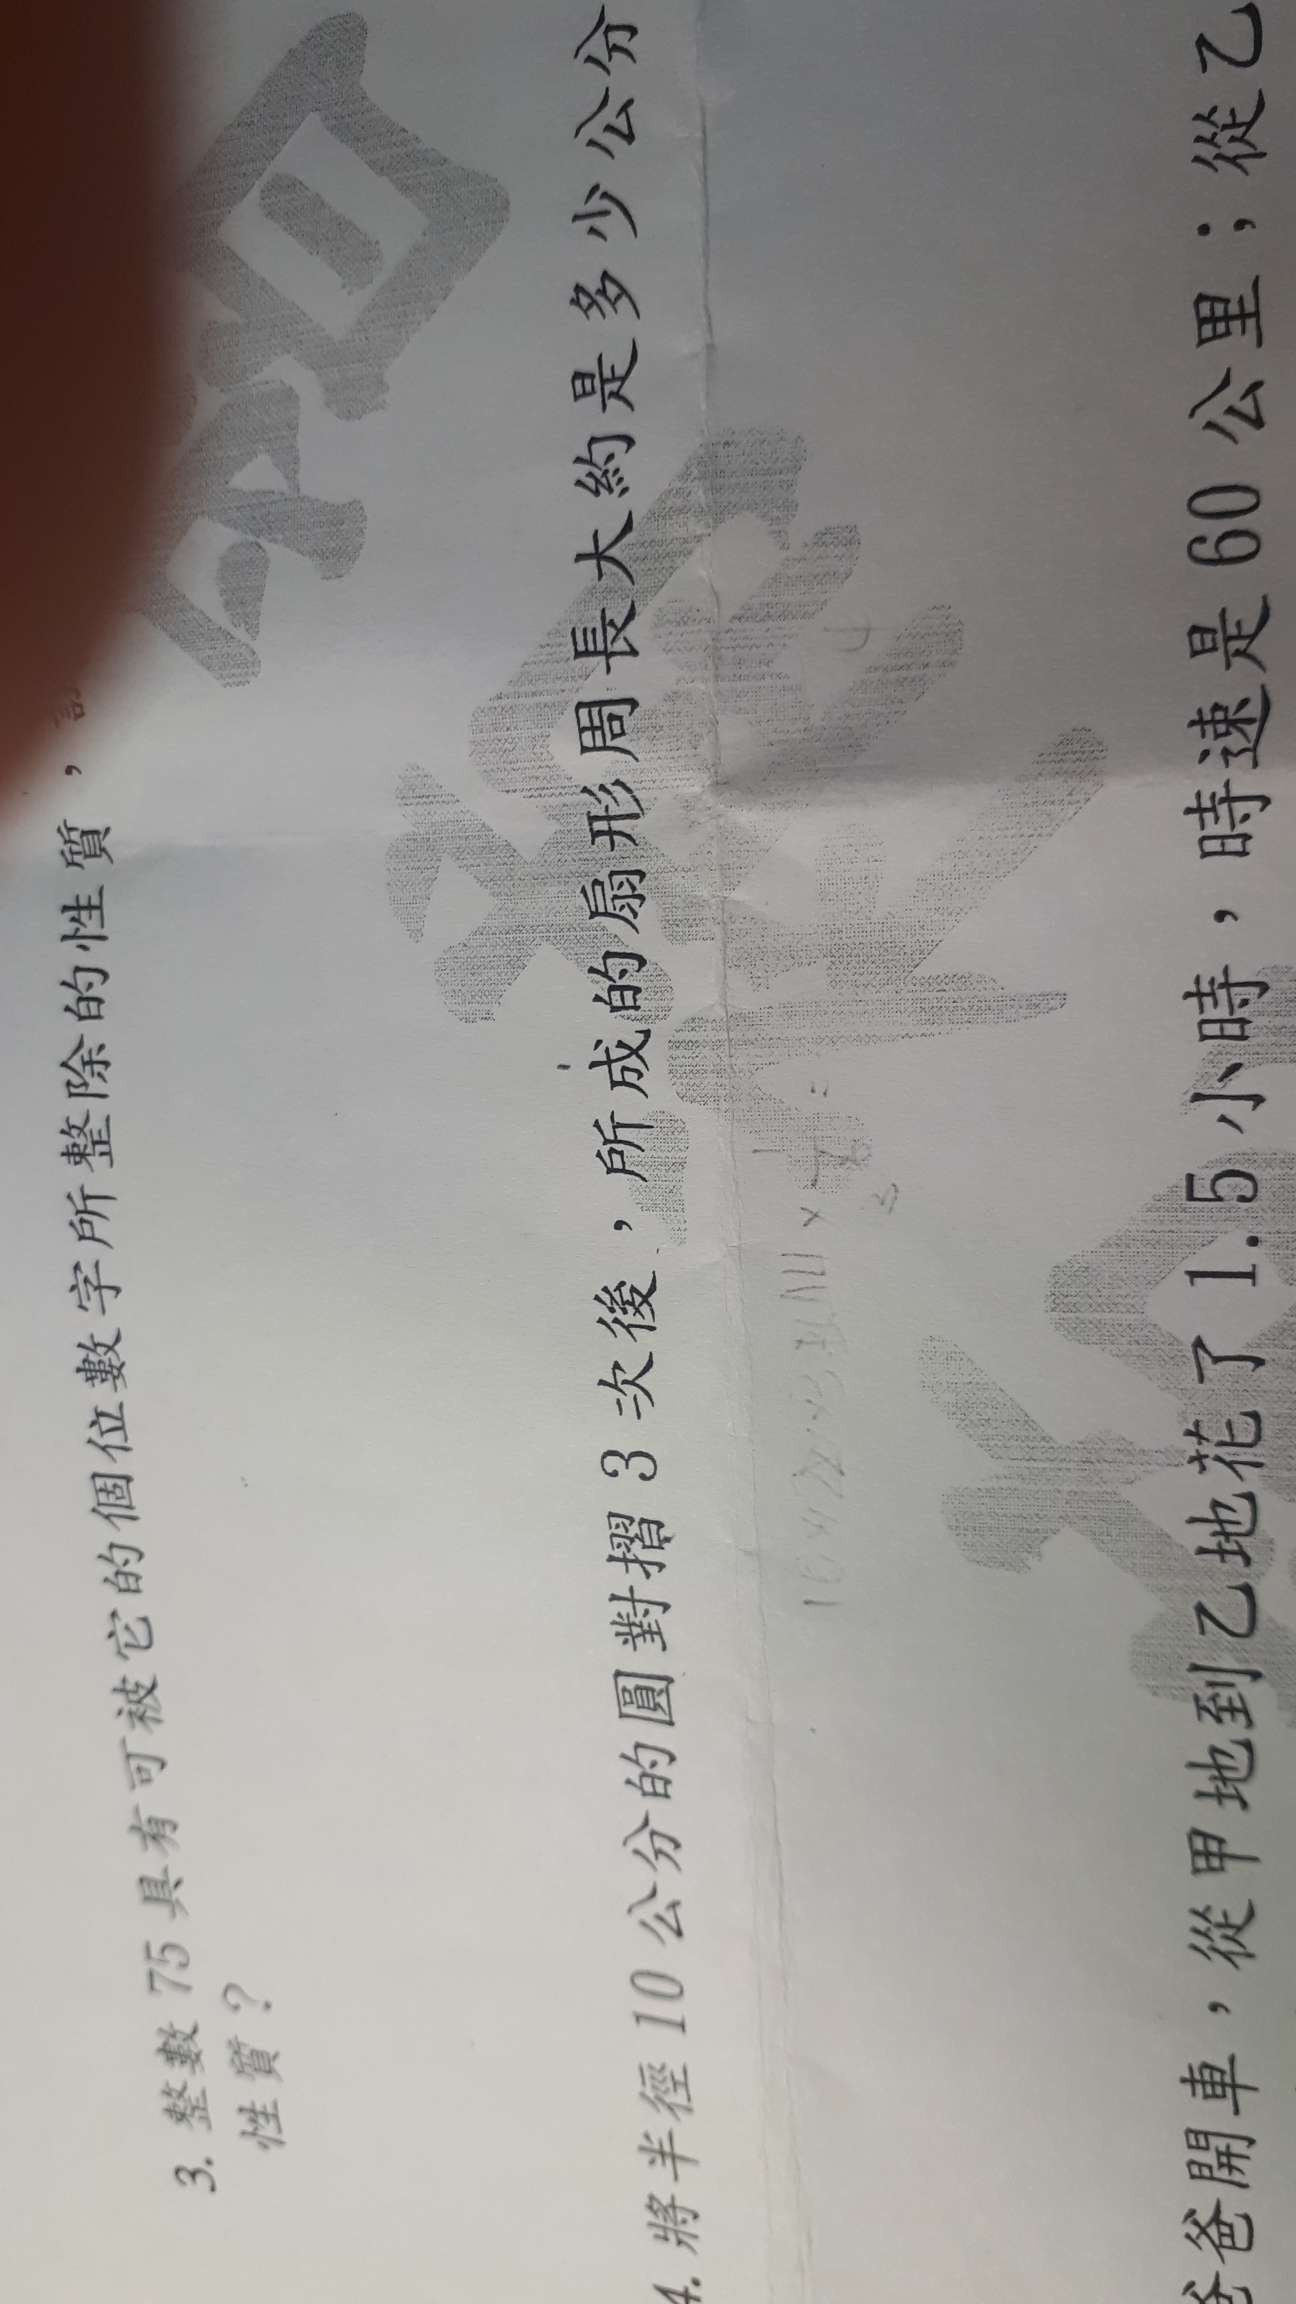 3. 整數 75 具有可被它的個位數字所整除的性質，
性質？
4. 將半徑 10 公分的圓對摺 3 次後，所成的扇形周長大約是多少公分
爸爸開車，從甲地到乙地花了 1.5 小時，時速是 60 公里；從乙